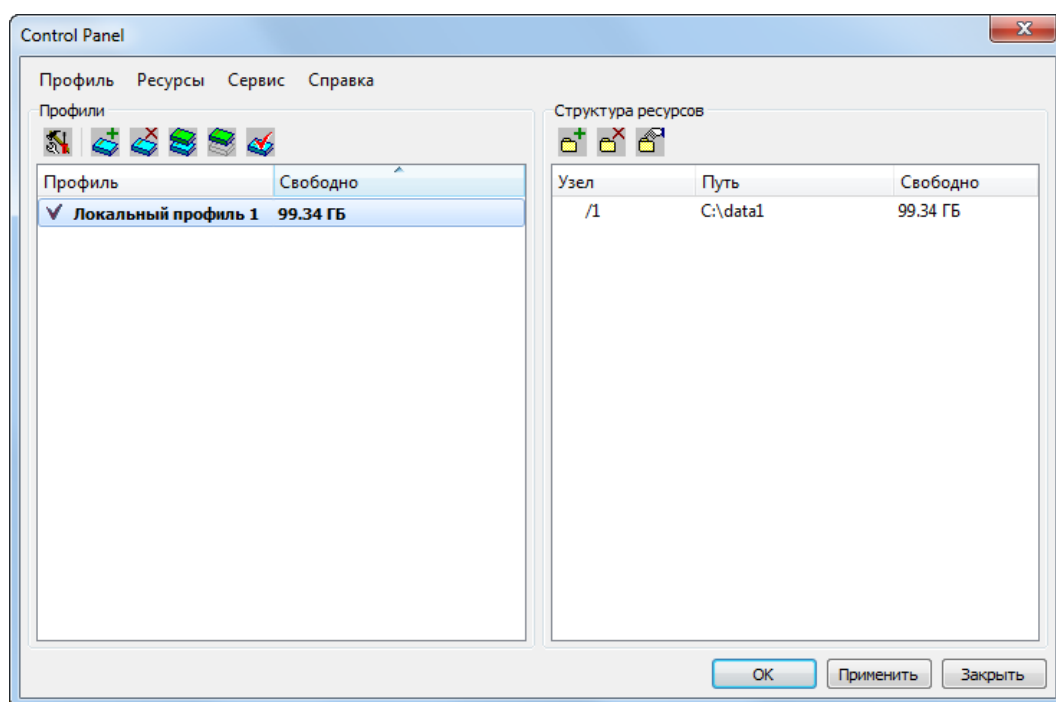 Control Panel
Профиль Ресурсы Сервис Справка
Профили
Профиль Свободно
Локальный профиль 1 99.34 ГБ
Структура ресурсов
Узел Путь Свободно
/1 C:\data1 99.34 ГБ
OK Применить Закрыть